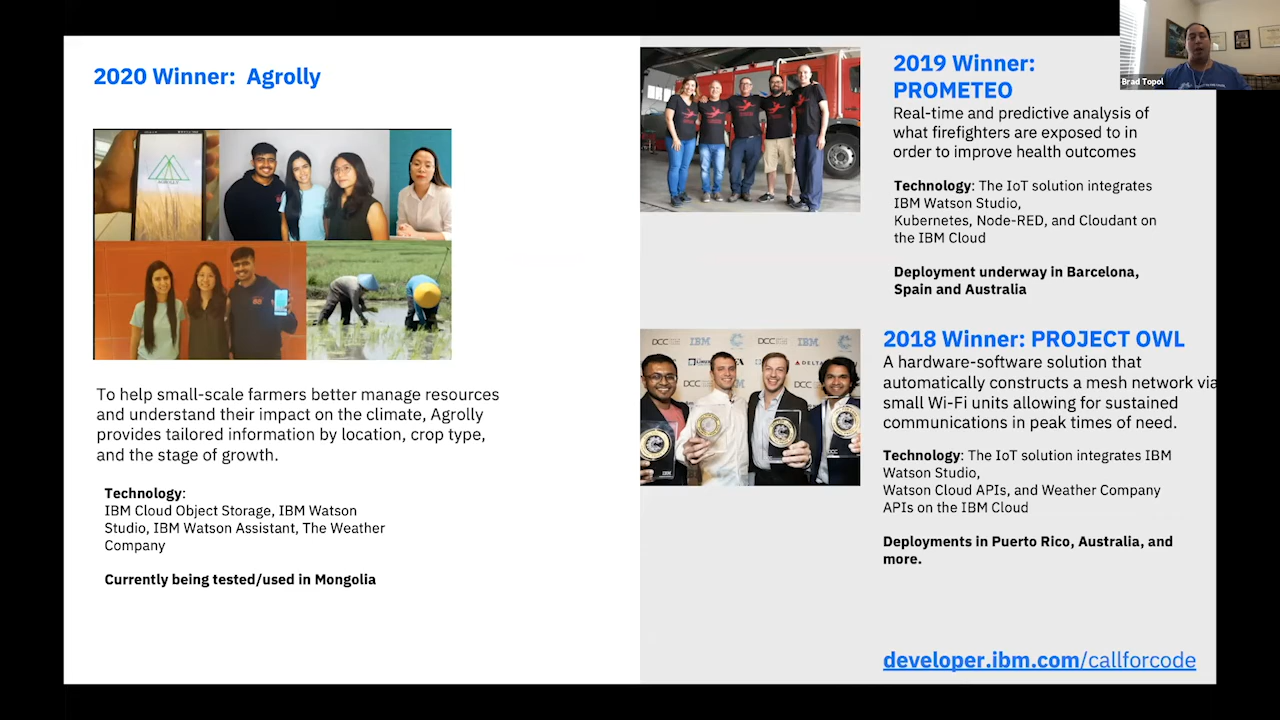 2020 Winner: Agrolly
AGROLLY
To help small-scale farmers better manage resources
and understand their impact on the climate, Agrolly
provides tailored information by location, crop type,
and the stage of growth.
Technology:
IBM Cloud Object Storage, IBM Watson
Studio, IBM Watson Assistant, The Weather
Company
Currently being tested/used in Mongolia
2019 Winner:
PROMETEO
Real-time and predictive analysis of
what firefighters are exposed to in
order to improve health outcomes
Technology: The IoT solution integrates
IBM Watson Studio,
Kubernetes, Node-RED, and Cloudant on
the IBM Cloud
Deployment underway in Barcelona,
Spain and Australia
DCC IBM DCC IBM
DELTA
DCC DCC
2018 Winner: PROJECT OWL
A hardware-software solution that
automatically constructs a mesh network via
small Wi-Fi units allowing for sustained
communications in peak times of need.
Technology: The IoT solution integrates IBM
Watson Studio,
Watson Cloud APIs, and Weather Company
APIs on the IBM Cloud
Deployments in Puerto Rico, Australia, and
more.
developer.ibm.com/callforcode
Brad Topol